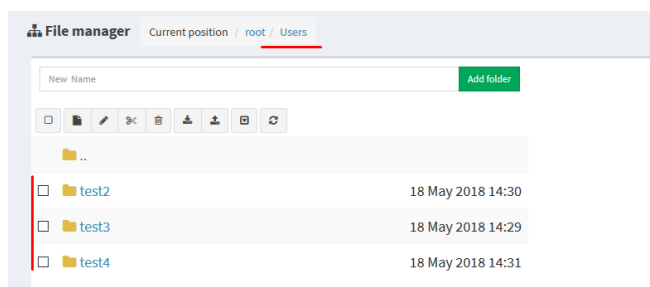 File manager Current position / root / Users
New Name Add folder
..
test2 18 May 2018 14:30
test3 18 May 2018 14:29
test4 18 May 2018 14:31